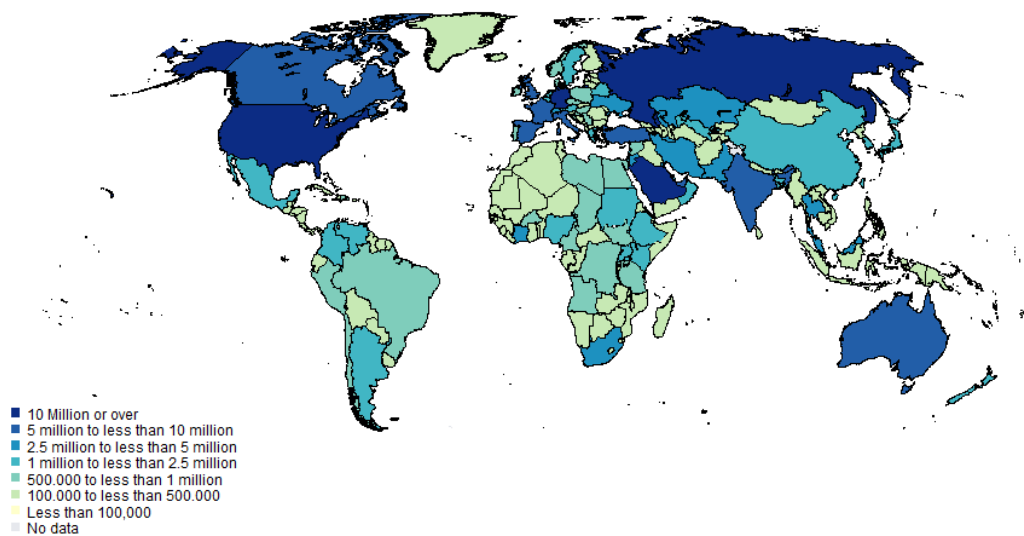 10 Million or over
5 million to less than 10 million
2.5 million to less than 5 million
1 million to less than 2.5 million
500.000 to less than 1 million
100.000 to less than 500.000
Less than 100,000
No data